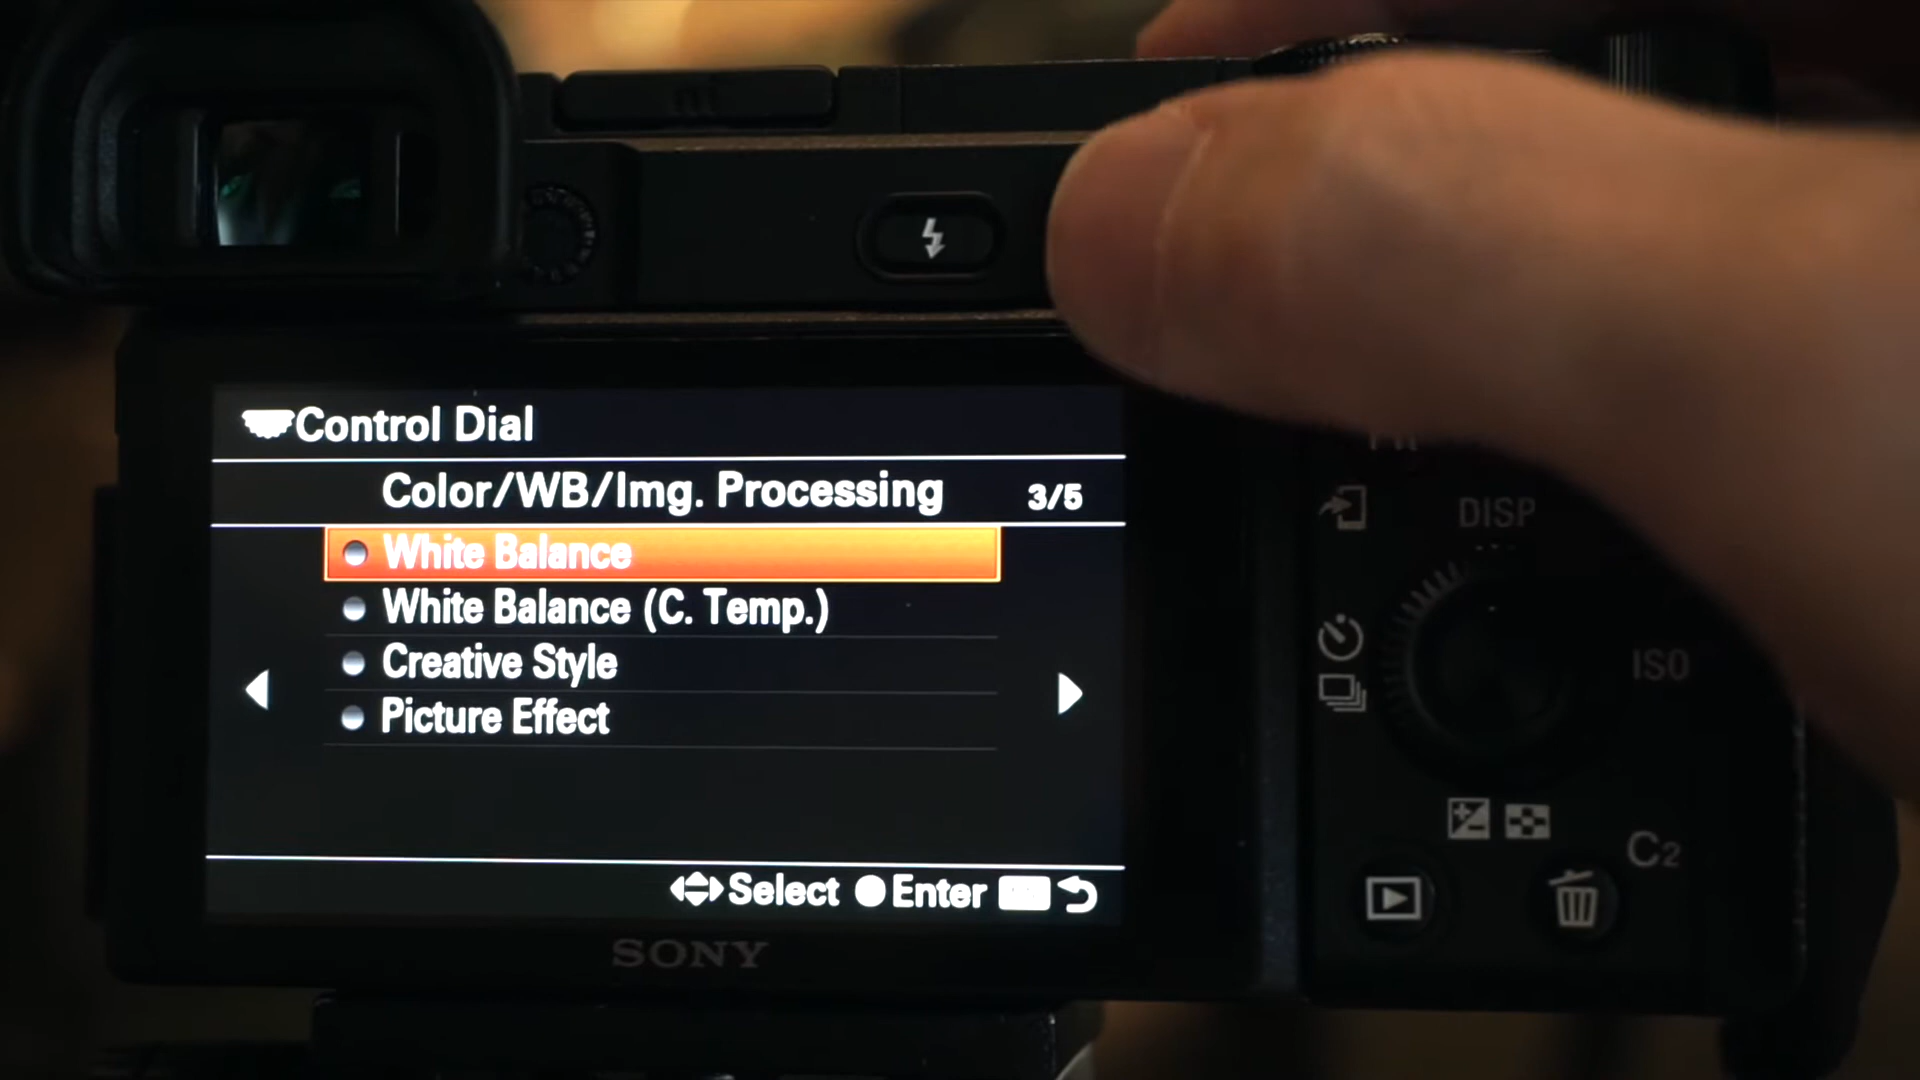 Control Dial
Color/WB/Img. Processing 3/5
White Balance
White Balance (C. Temp.)
Creative Style
Picture Effect
Select Enter
SONY
DISP
ISO
C2